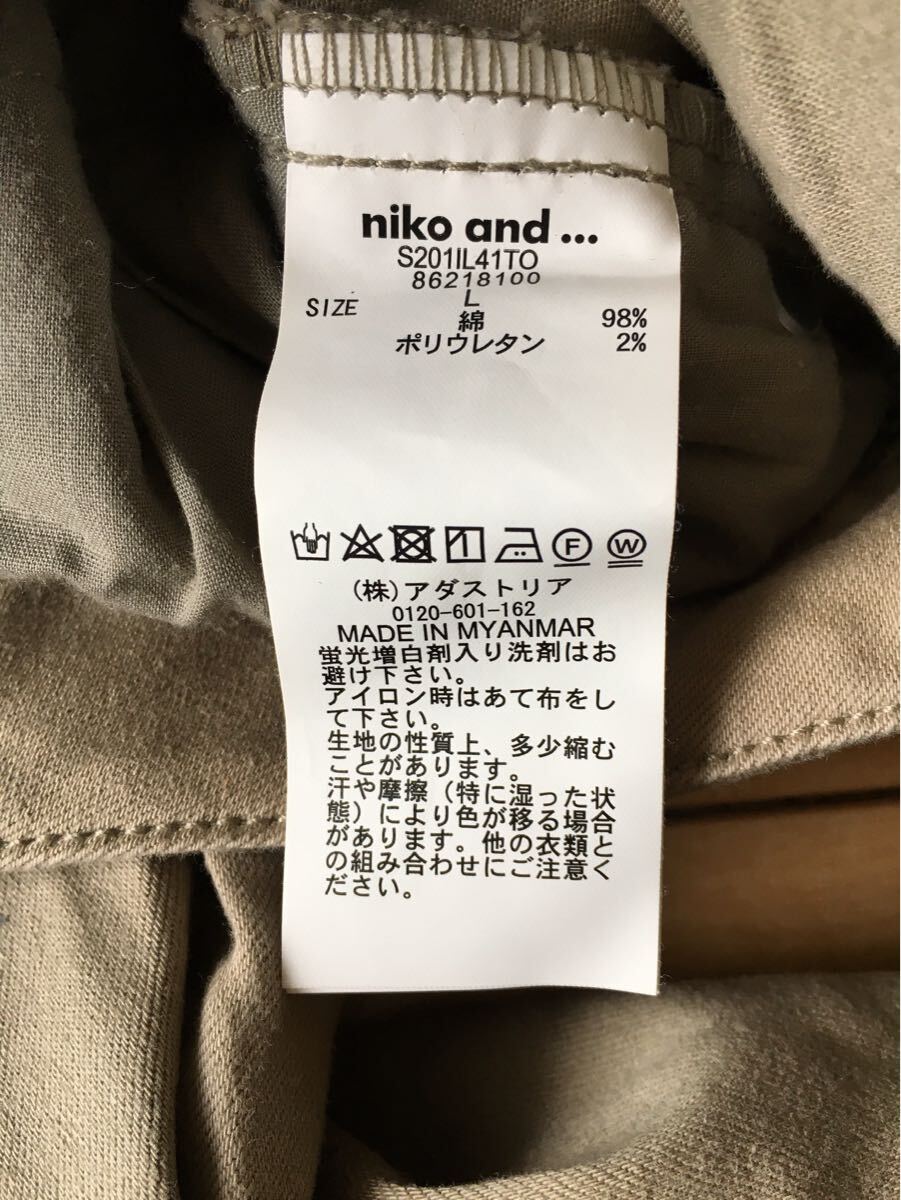 niko and ...
S201IL41TO
86218100
SIZE L
綿 98%
ポリウレタン 2%
F W
(株)アダストリア
0120-601-162
MADE IN MYANMAR
蛍光増白剤入り洗剤はお
避け下さい。
アイロン時はあて布をし
て下さい。
生地の性質上、多少縮む
ことがあります。
汗や摩擦(特に湿った状
態)により色が移る場合
があります。他の衣類と
の組み合わせにご注意く
ださい。